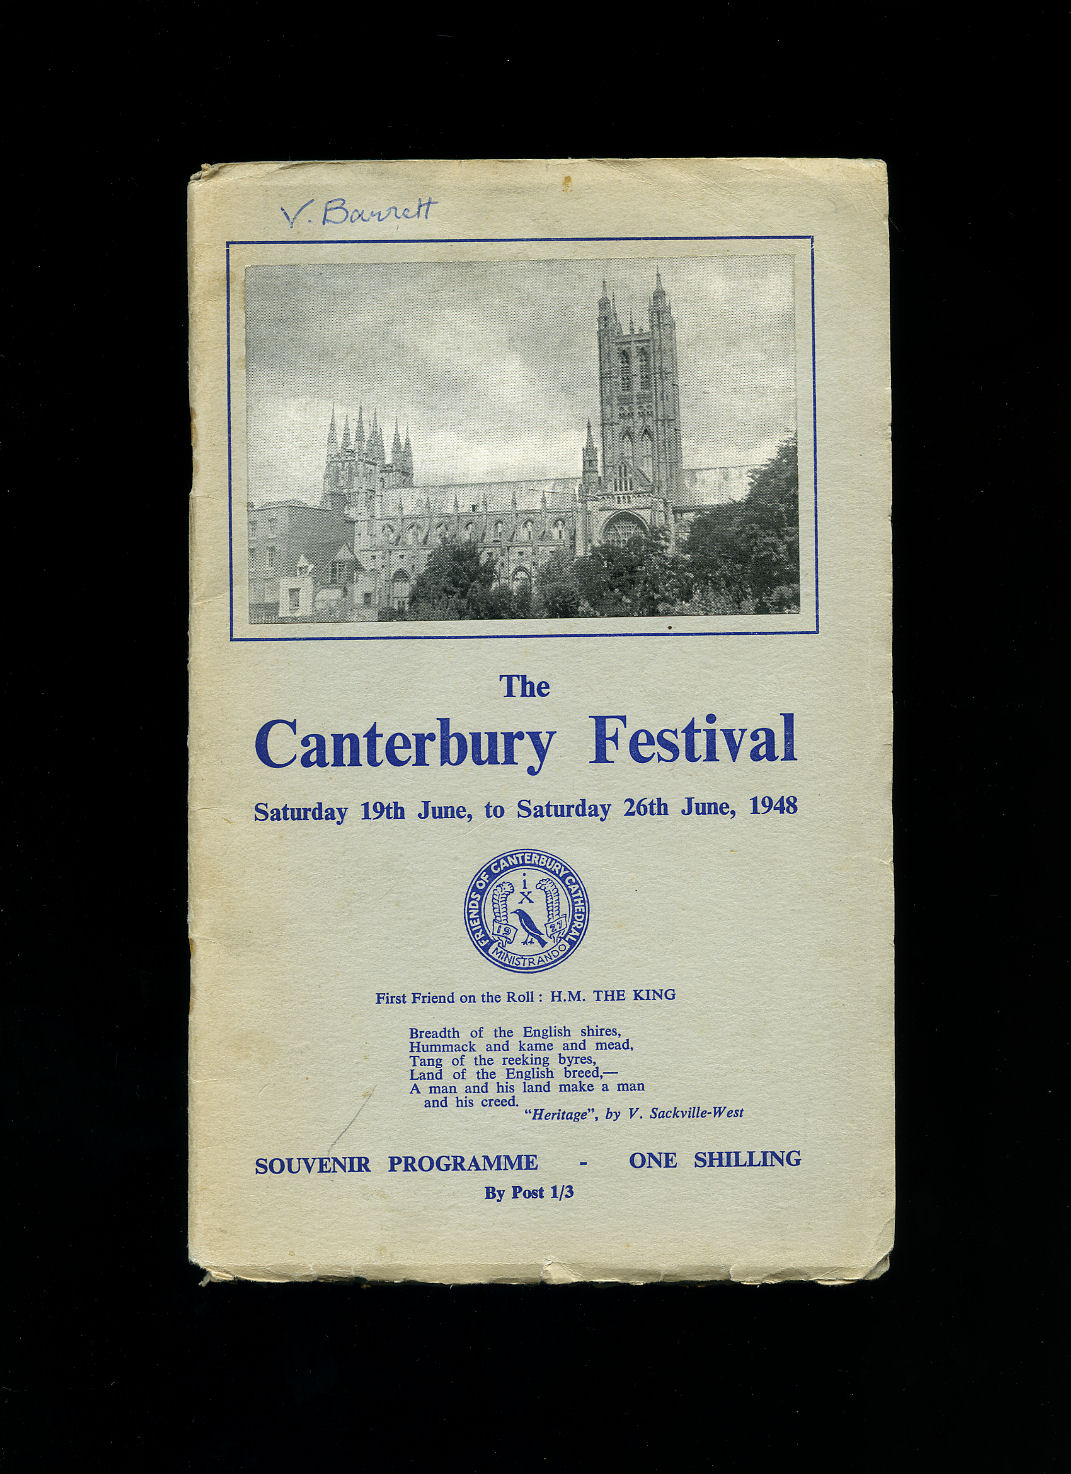 V. Barrett
The
Canterbury Festival
Saturday 19th June, to Saturday 26th June, 1948
FRIENDS OF CANTERBURY CATHEDRAL
i
X
19 27
MINISTRANDO
First Friend on the Roll : H.M. THE KING
Breadth of the English shires,
Hummack and kame and mead,
Tang of the reeking byres,
Land of the English breed,—
A man and his land make a man
and his creed.
"Heritage", by V. Sackville-West
SOUVENIR PROGRAMME - ONE SHILLING
By Post 1/3